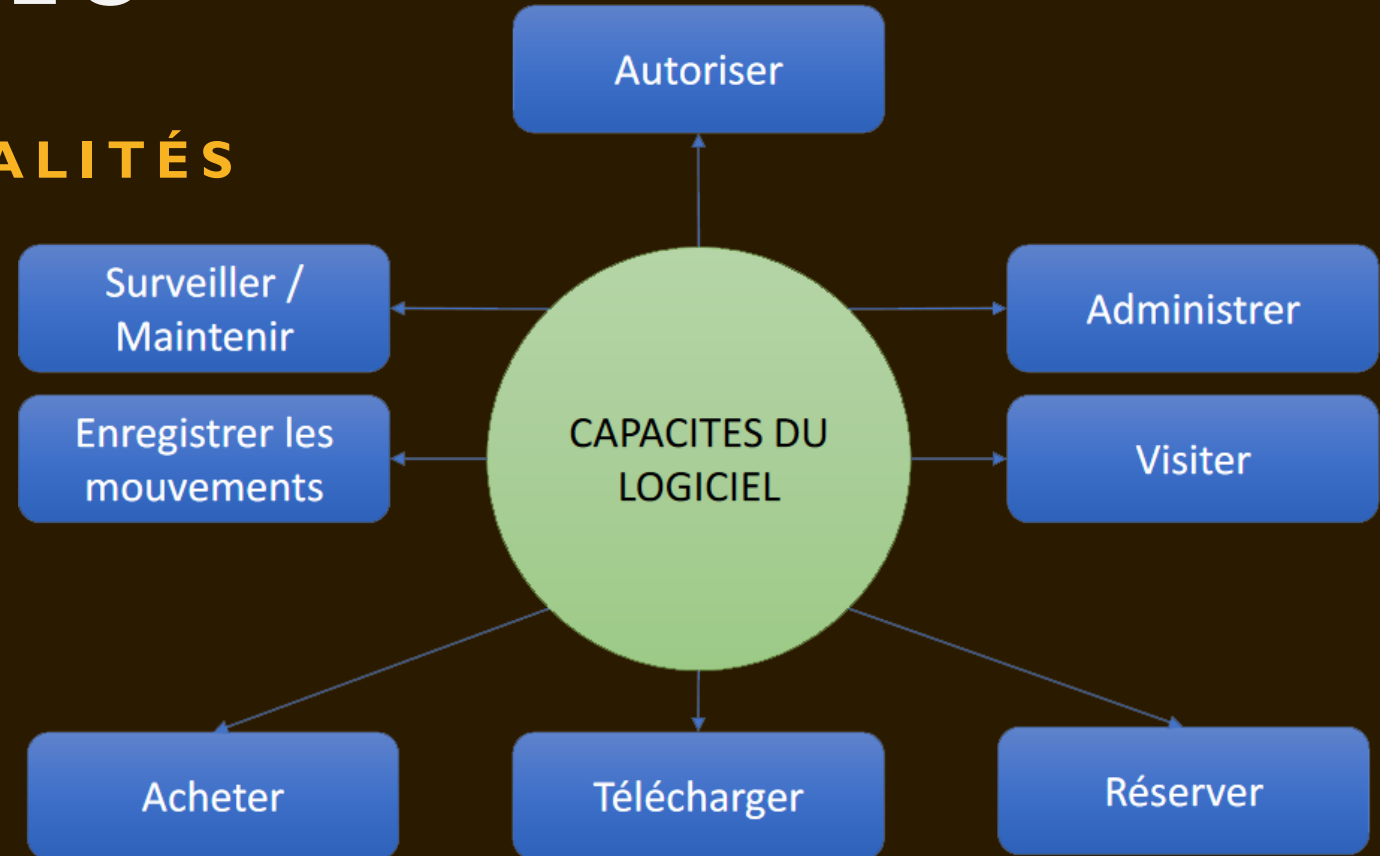 ALITÉS
Autoriser
Surveiller /
Maintenir
Administrer
Enregistrer les
mouvements
CAPACITES DU
LOGICIEL
Visiter
Acheter
Télécharger
Réserver